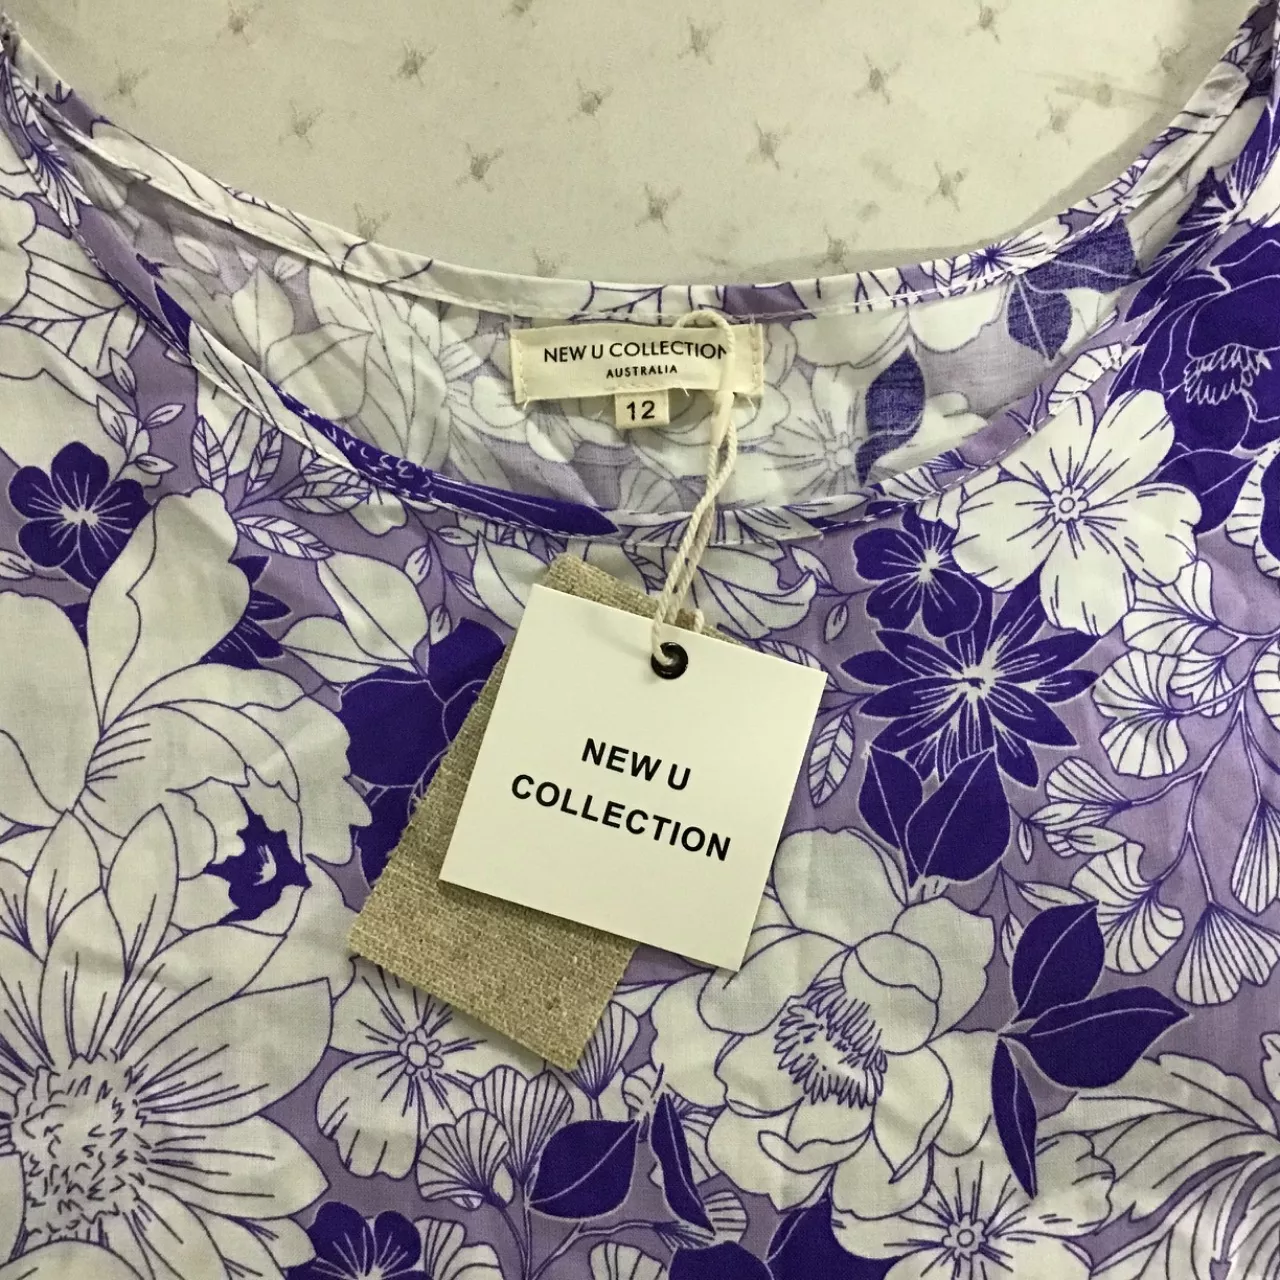 NEW U COLLECTION
AUSTRALIA
12
NEW U
COLLECTION